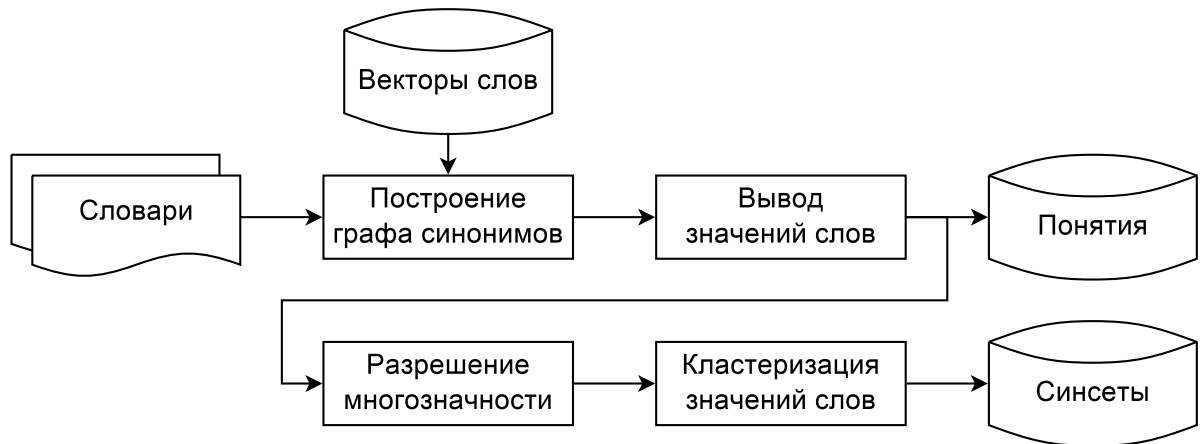 Векторы слов
Словари
Построение
графа синонимов
Вывод
значений слов
Понятия
Разрешение
многозначности
Кластеризация
значений слов
Синсеты